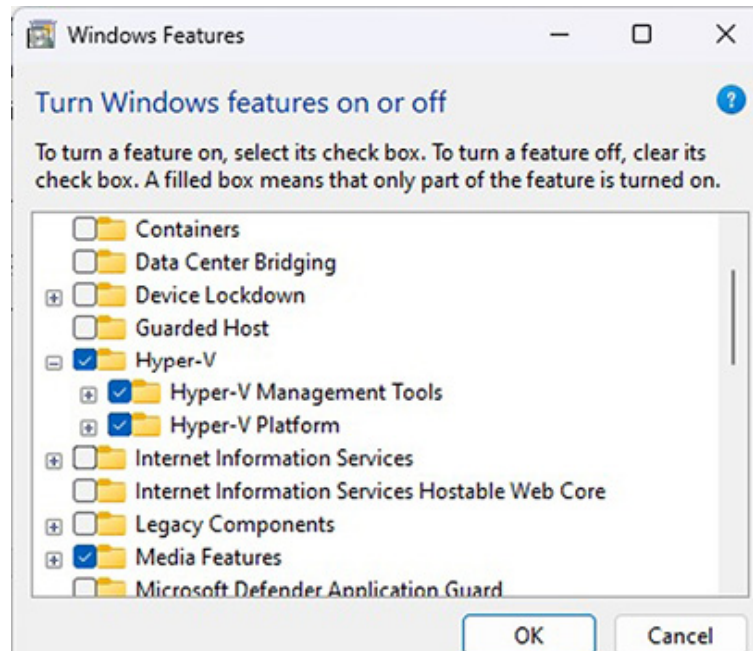 Windows Features
Turn Windows features on or off
To turn a feature on, select its check box. To turn a feature off, clear its
check box. A filled box means that only part of the feature is turned on.
Containers
Data Center Bridging
Device Lockdown
Guarded Host
Hyper-V
Hyper-V Management Tools
Hyper-V Platform
Internet Information Services
Internet Information Services Hostable Web Core
Legacy Components
Media Features
Microsoft Defender Application Guard
OK Cancel